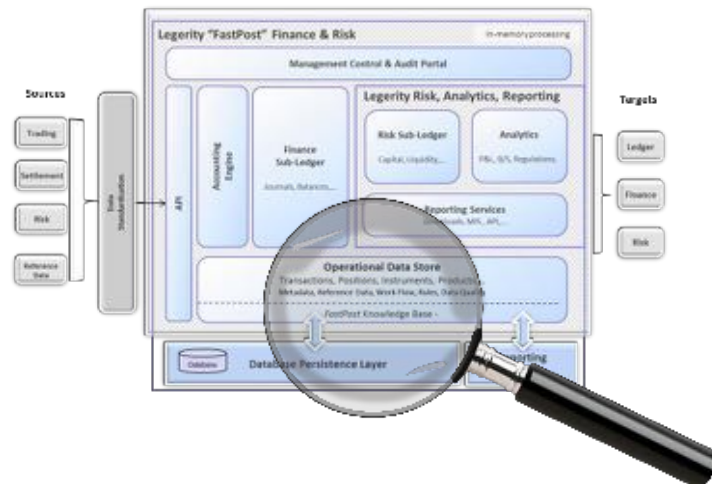 Legerity "FastPost" Finance & Risk
in-memory processing
Management Control & Audit Portal
Sources
Trading
Settlement
Risk
Reference
Data
Data
Standardisation
API
Accounting
Engine
Finance
Sub-Ledger
Journals, Balances,...
Legerity Risk, Analytics, Reporting
Risk Sub-Ledger
Capital, Liquidity,...
Analytics
P&L, B/S, Regulations
Reporting Services
MIS, API,...
Targets
Ledger
Finance
Risk
Operational Data Store
Transactions, Positions, Instruments, Products,
Metadata, Reference Data, Work Flow, Rules, Data Quality
FastPost Knowledge Base -
Database
DataBase Persistence Layer